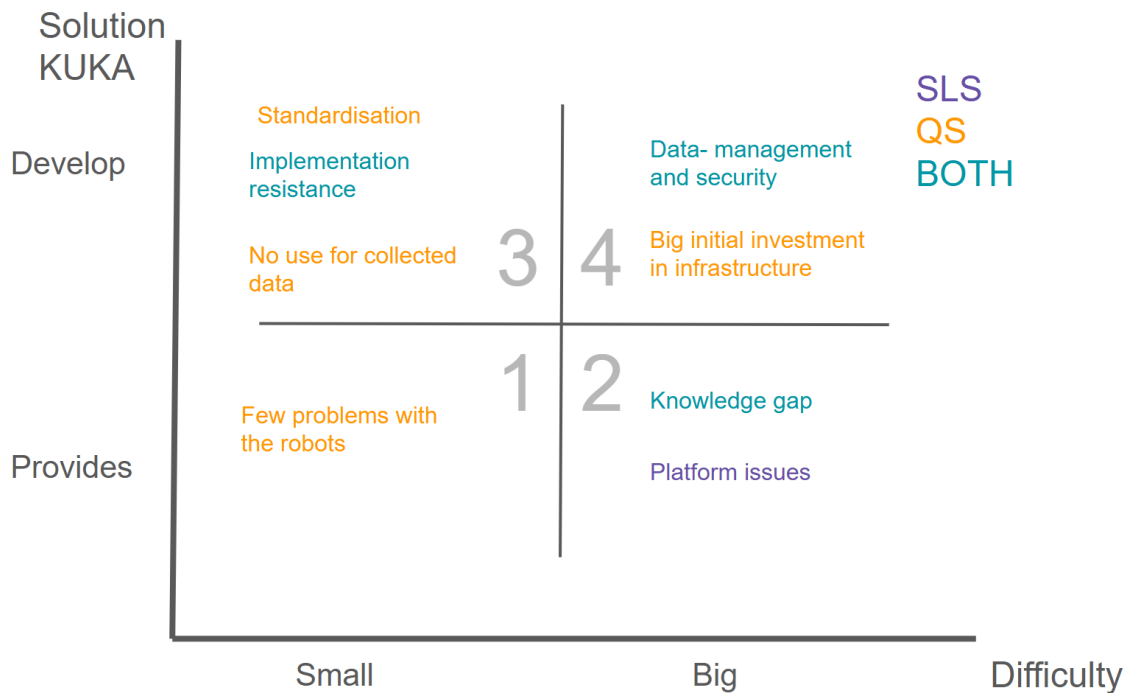 Solution
KUKA
SLS
QS
BOTH
Develop
Standardisation
Implementation
resistance
No use for collected
data
3
Data- management
and security
Big initial investment
in infrastructure
4
Provides
Few problems with
the robots
1
2
Knowledge gap
Platform issues
Small
Big
Difficulty